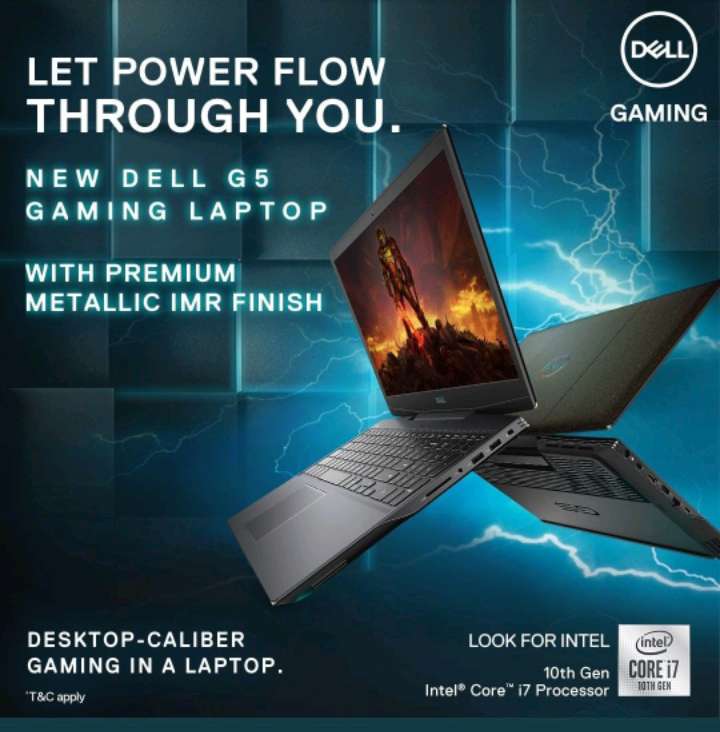 LET POWER FLOW
THROUGH YOU.
DELL
GAMING
NEW DELL G5
GAMING LAPTOP
WITH PREMIUM
METALLIC IMR FINISH
DELL
DESKTOP-CALIBER
GAMING IN A LAPTOP.
*T&C apply
LOOK FOR INTEL
10th Gen
Intel® Core™ i7 Processor
intel
CORE i7
10TH GEN